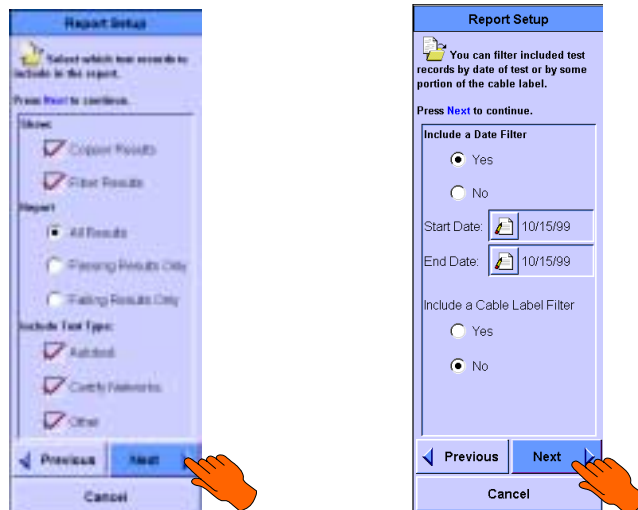 Report Setup
Select which test records to
include in the report.
Press Next to continue.
Show:
Copper Results
Fiber Results
Report
All Results
Passing Results Only
Failing Results Only
Include Test Type:
Autotest
Certify Networks
Other
Previous
Next
Cancel
Report Setup
You can filter included test
records by date of test or by some
portion of the cable label.
Press Next to continue.
Include a Date Filter
Yes
No
Start Date: 10/15/99
End Date: 10/15/99
Include a Cable Label Filter
Yes
No
Previous
Next
Cancel